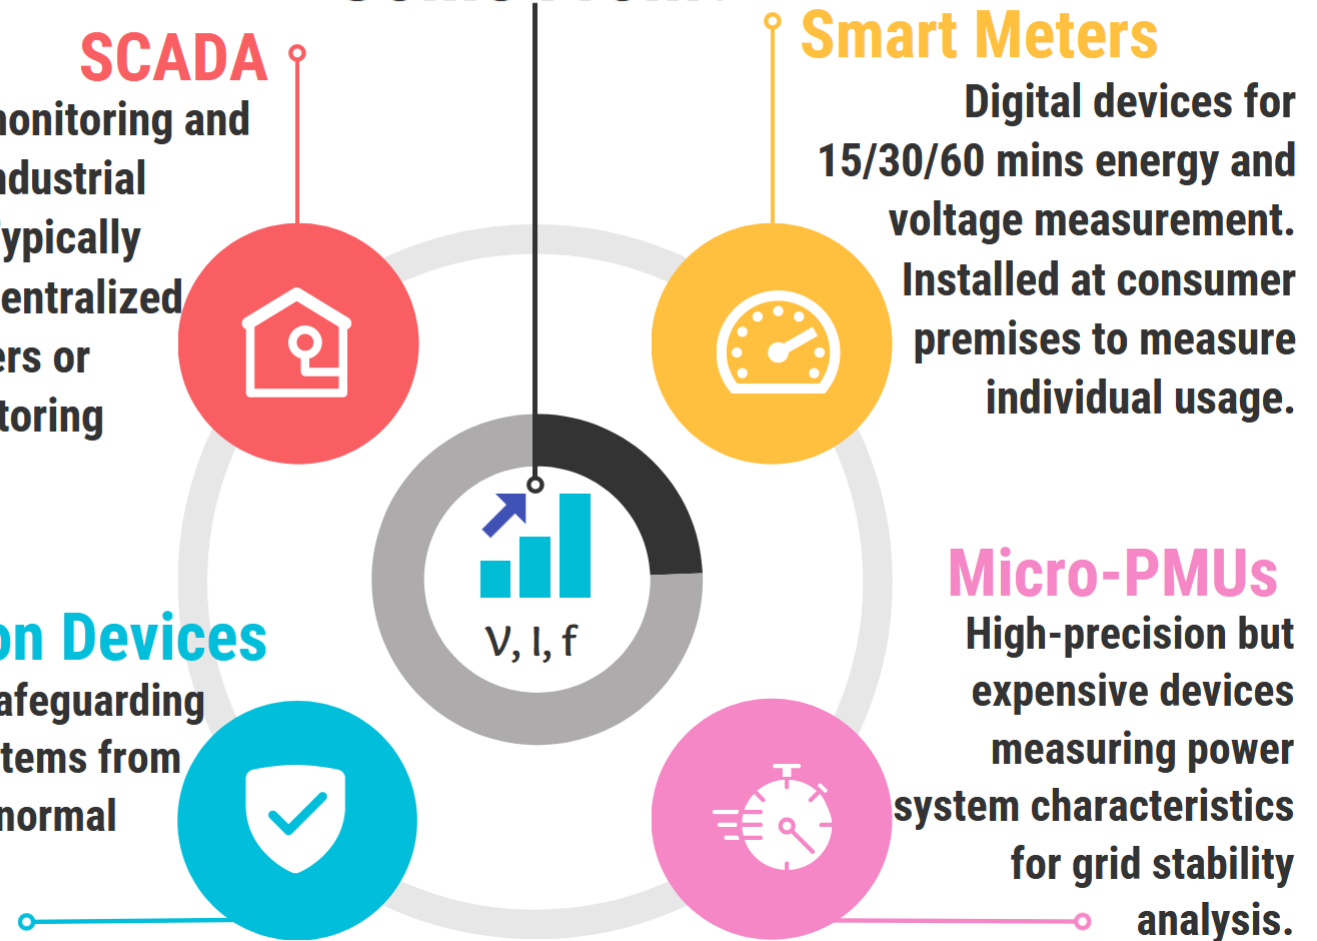 SCADA
monitoring and
ndustrial
ypically
entralized
ers or
toring
Smart Meters
Digital devices for
15/30/60 mins energy and
voltage measurement.
Installed at consumer
premises to measure
individual usage.
V, I, f
on Devices
afeguarding
tems from
normal
Micro-PMUs
High-precision but
expensive devices
measuring power
system characteristics
for grid stability
analysis.